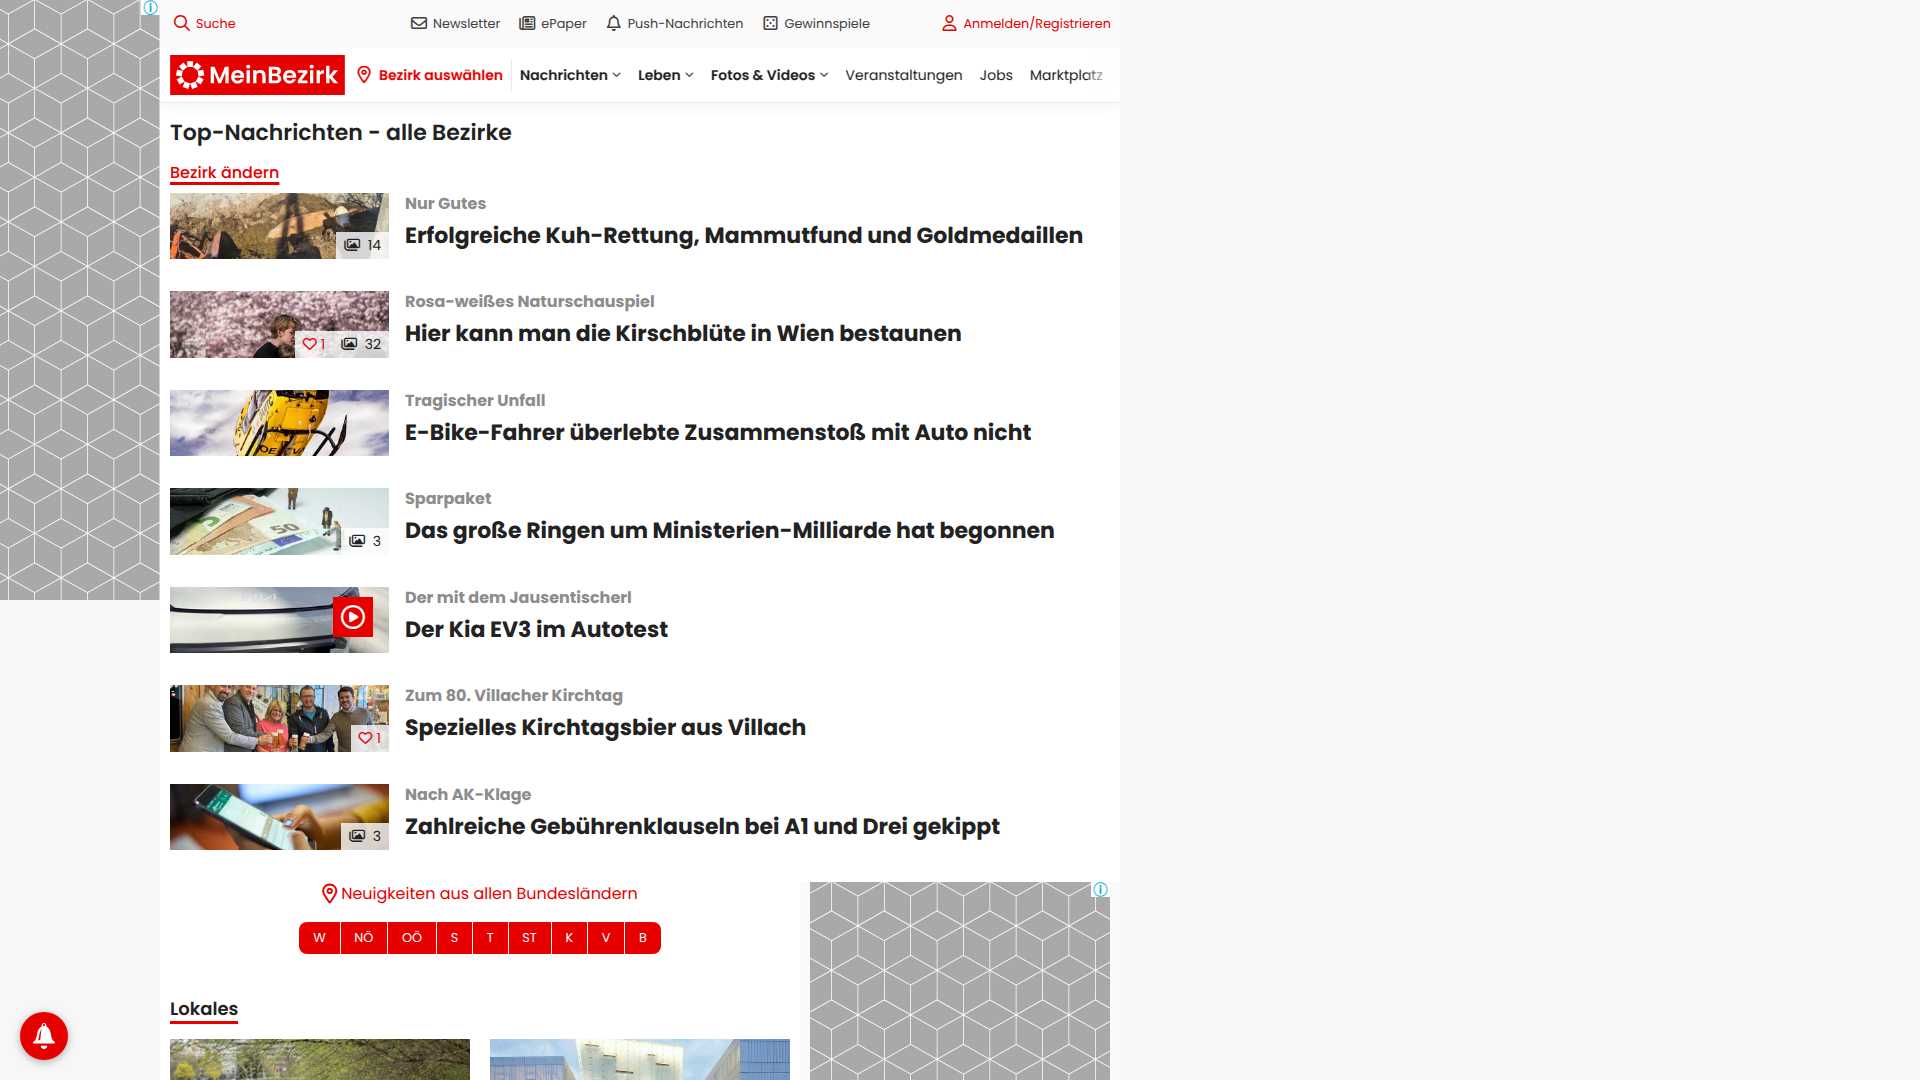 Suche
Newsletter
ePaper
Push-Nachrichten
Gewinnspiele
Anmelden/Registrieren
MeinBezirk
Bezirk auswählen
Nachrichten
Leben
Fotos & Videos
Veranstaltungen
Jobs
Marktplatz
Top-Nachrichten - alle Bezirke
Bezirk ändern
Nur Gutes
Erfolgreiche Kuh-Rettung, Mammutfund und Goldmedaillen
14
Rosa-weißes Naturschauspiel
Hier kann man die Kirschblüte in Wien bestaunen
1 32
Tragischer Unfall
E-Bike-Fahrer überlebte Zusammenstoß mit Auto nicht
Sparpaket
Das große Ringen um Ministerien-Milliarde hat begonnen
50
3
Der mit dem Jausentischerl
Der Kia EV3 im Autotest
Zum 80. Villacher Kirchtag
Spezielles Kirchtagsbier aus Villach
1
Nach AK-Klage
Zahlreiche Gebührenklauseln bei A1 und Drei gekippt
3
Neuigkeiten aus allen Bundesländern
W NÖ OÖ S T ST K V B
Lokales